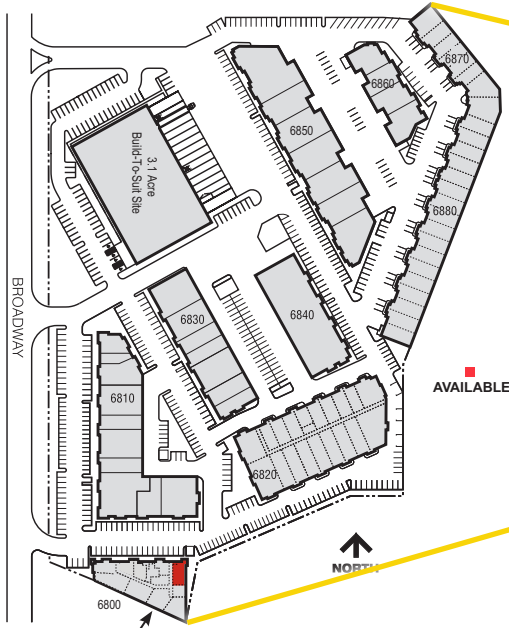 6870
6860
6850
3.1 Acre
Build-To-Suit Site
6880
BROADWAY
6830
6840
AVAILABLE
6810
6820
NORTH
6800